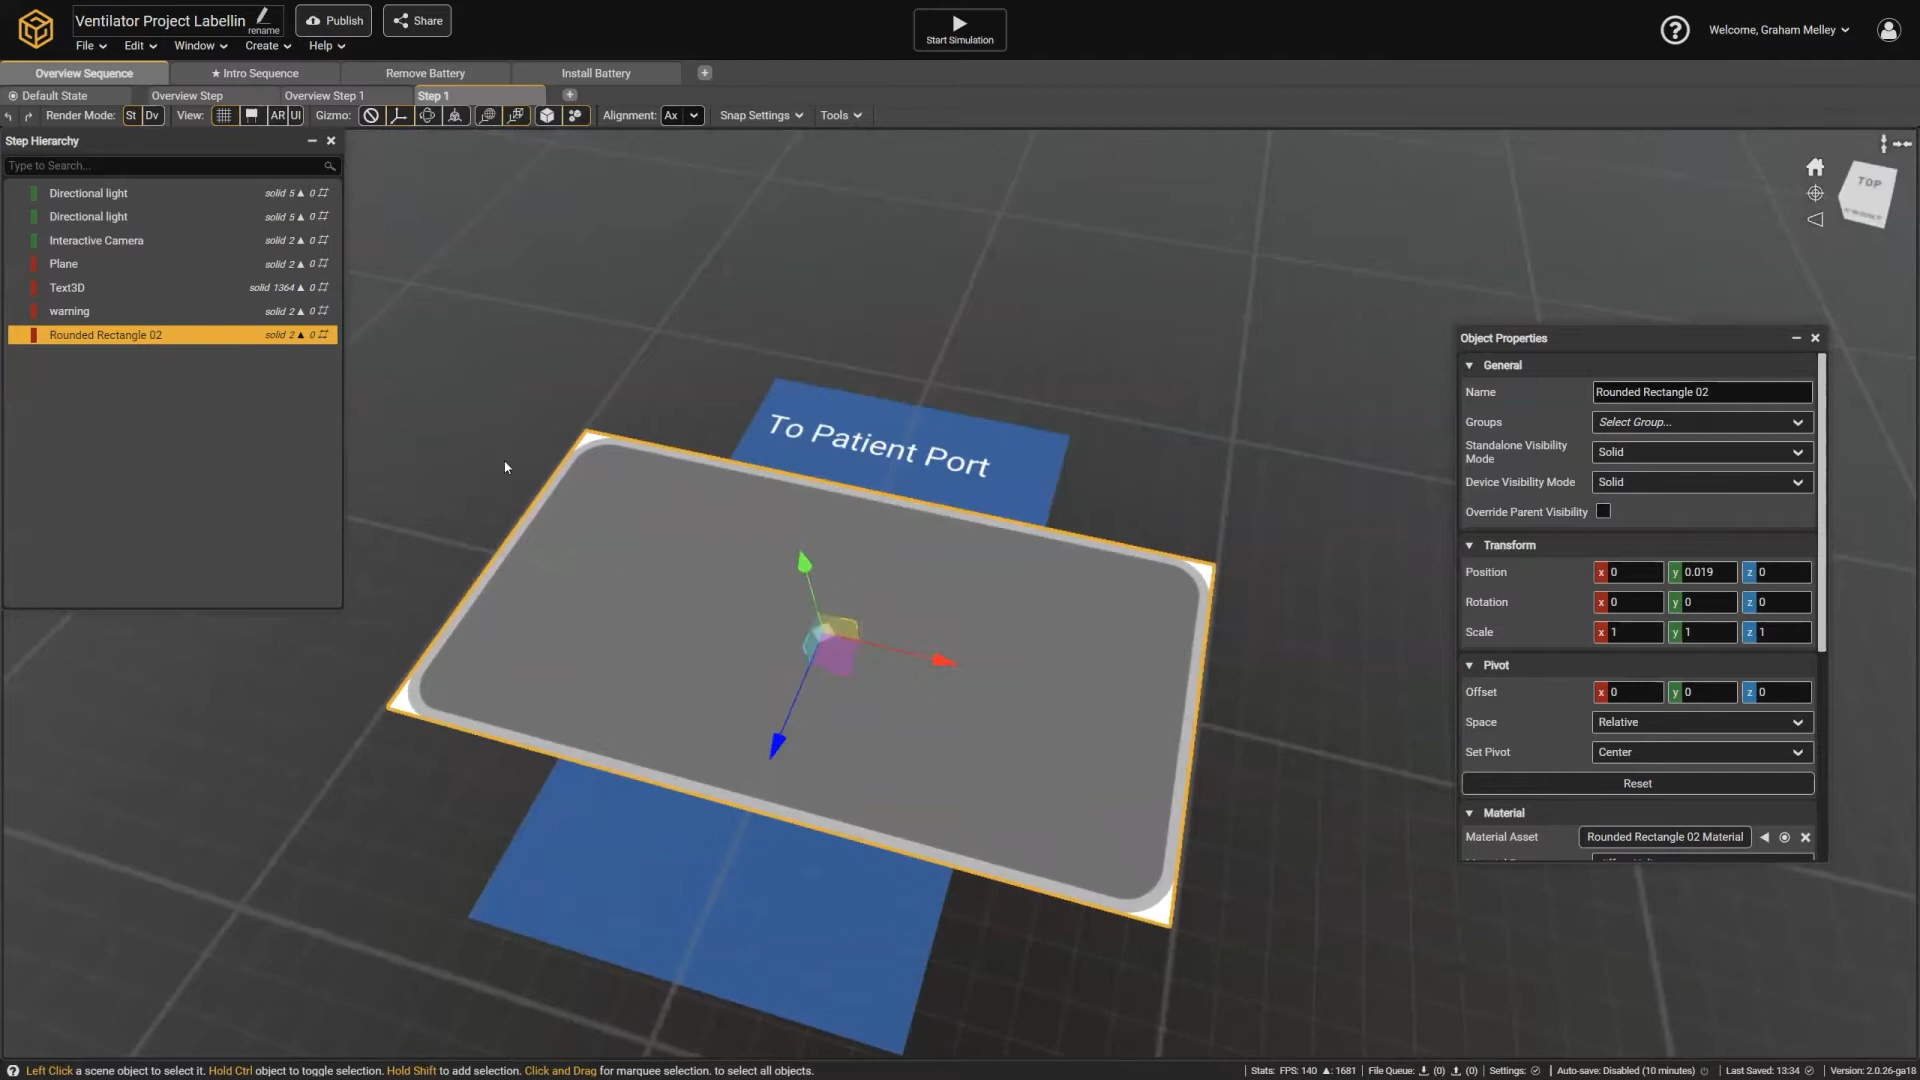 Ventilator Project Labellin
rename
Publish
Share
Start Simulation
Welcome, Graham Melley
File Edit Window Create Help
Overview Sequence ★ Intro Sequence Remove Battery Install Battery
Default State Overview Step Overview Step 1 Step 1
Render Mode: St Dv View: AR UI Gizmo: Alignment: Ax Snap Settings Tools
Step Hierarchy
Type to Search...
Directional light solid 5 ▲ 0
Directional light solid 5 ▲ 0
Interactive Camera solid 2 ▲ 0
Plane solid 2 ▲ 0
Text3D solid 1364 ▲ 0
warning solid 2 ▲ 0
Rounded Rectangle 02 solid 2 ▲ 0
TOP
To Patient Port
Object Properties
General
Name Rounded Rectangle 02
Groups Select Group...
Standalone Visibility Mode Solid
Device Visibility Mode Solid
Override Parent Visibility
Transform
Position x 0 y 0.019 z 0
Rotation x 0 y 0 z 0
Scale x 1 y 1 z 1
Pivot
Offset x 0 y 0 z 0
Space Relative
Set Pivot Center
Reset
Material
Material Asset Rounded Rectangle 02 Material
Left Click a scene object to select it. Hold Ctrl object to toggle selection. Hold Shift to add selection. Click and Drag for marquee selection. to select all objects.
Stats: FPS: 140 ▲: 1681 File Queue: (0) (0) Settings: Auto-save: Disabled (10 minutes) Last Saved: 13:34 Version: 2.0.26-ga18